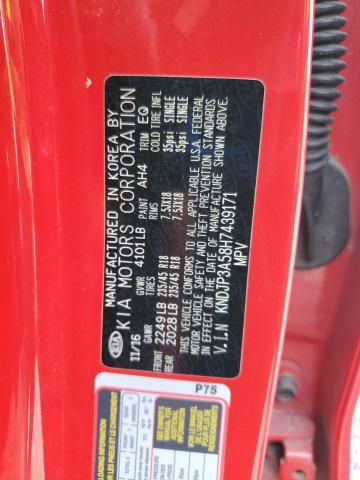 MANUFACTURED IN KOREA BY
KIA MOTORS CORPORATION
KIA
11/16 GVWR 4101LB PAINT AH4 TRIM EQ
GAWR TIRES RIMS COLD TIRE INFL
FRONT 2249LB 235/45 R18 7.5JX18 35psi SINGLE
REAR 2028LB 235/45 R18 7.5JX18 35psi SINGLE
THIS VEHICLE CONFORMS TO ALL APPLICABLE U.S.A. FEDERAL
MOTOR VEHICLE SAFETY, BUMPER, AND THEFT PREVENTION STANDARDS
IN EFFECT ON THE DATE OF MANUFACTURE SHOWN ABOVE.
V.I.N KNDJP3A58H7439171
MPV
P75